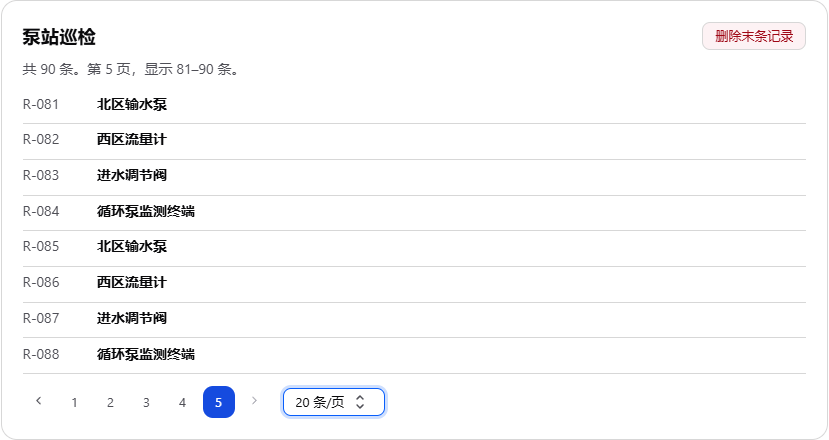 泵站巡检
删除末条记录
共 90 条。第 5 页，显示 81–90 条。
R-081 北区输水泵
R-082 西区流量计
R-083 进水调节阀
R-084 循环泵监测终端
R-085 北区输水泵
R-086 西区流量计
R-087 进水调节阀
R-088 循环泵监测终端
1 2 3 4 5 20 条/页